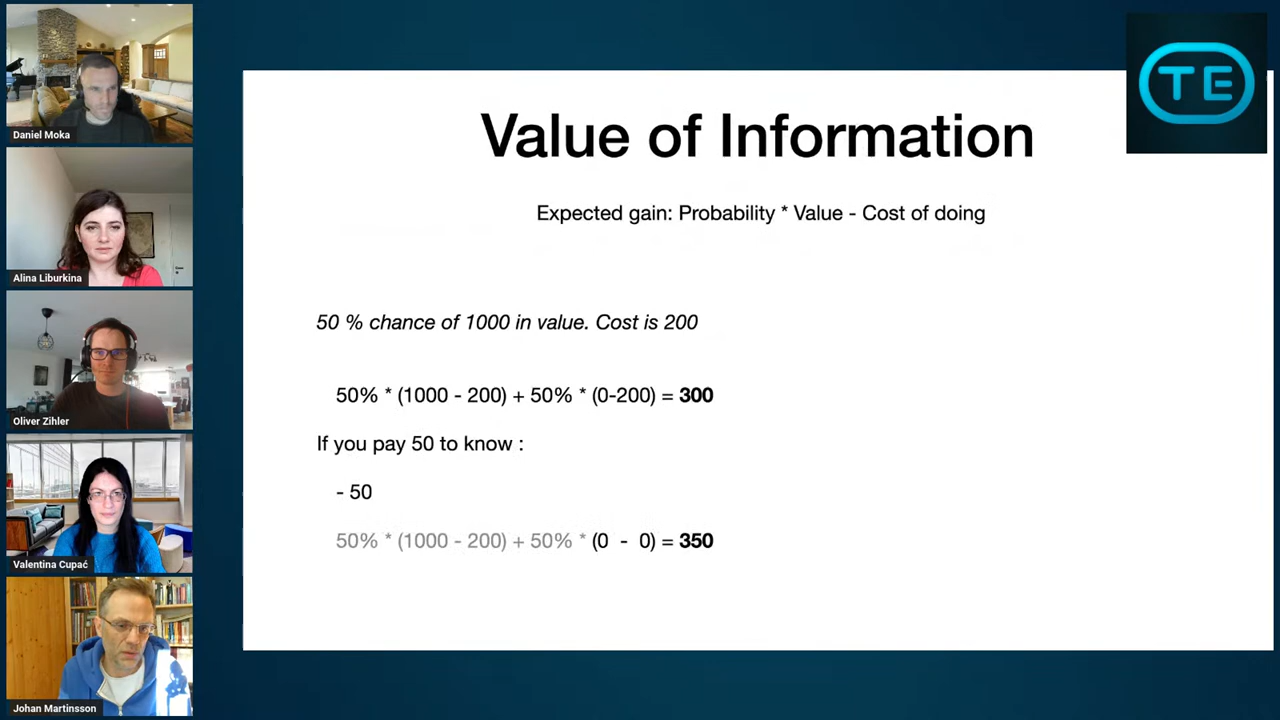 Daniel Moka
Alina Liburkina
Oliver Zihler
Valentina Cupać
Johan Martinsson
TE
Value of Information
Expected gain: Probability * Value - Cost of doing
50 % chance of 1000 in value. Cost is 200
50% * (1000 - 200) + 50% * (0-200) = 300
If you pay 50 to know :
- 50
50% * (1000 - 200) + 50% * (0 - 0) = 350